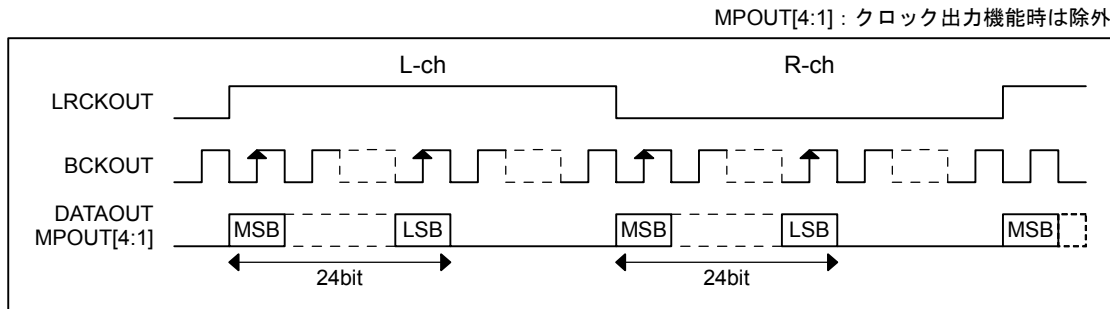 MPOUT[4:1]：クロック出力機能時は除外
L-ch
R-ch
LRCKOUT
BCKOUT
DATAOUT
MPOUT[4:1]
MSB
LSB
MSB
LSB
MSB
24bit
24bit